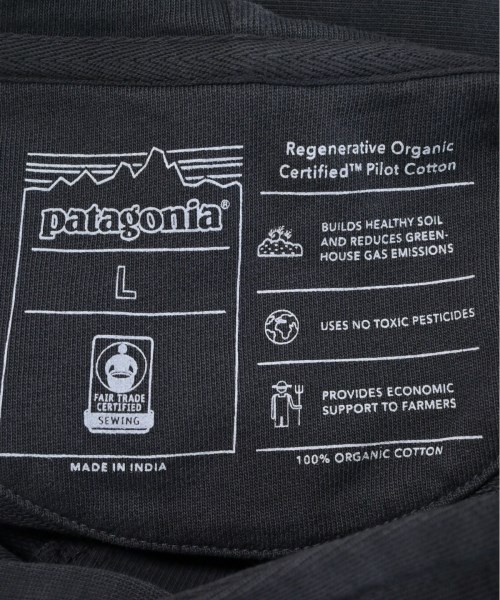 patagonia®
L
FAIR TRADE
CERTIFIED
SEWING
MADE IN INDIA
Regenerative Organic
Certified™ Pilot Cotton
BUILDS HEALTHY SOIL
AND REDUCES GREEN-
HOUSE GAS EMISSIONS
USES NO TOXIC PESTICIDES
PROVIDES ECONOMIC
SUPPORT TO FARMERS
100% ORGANIC COTTON